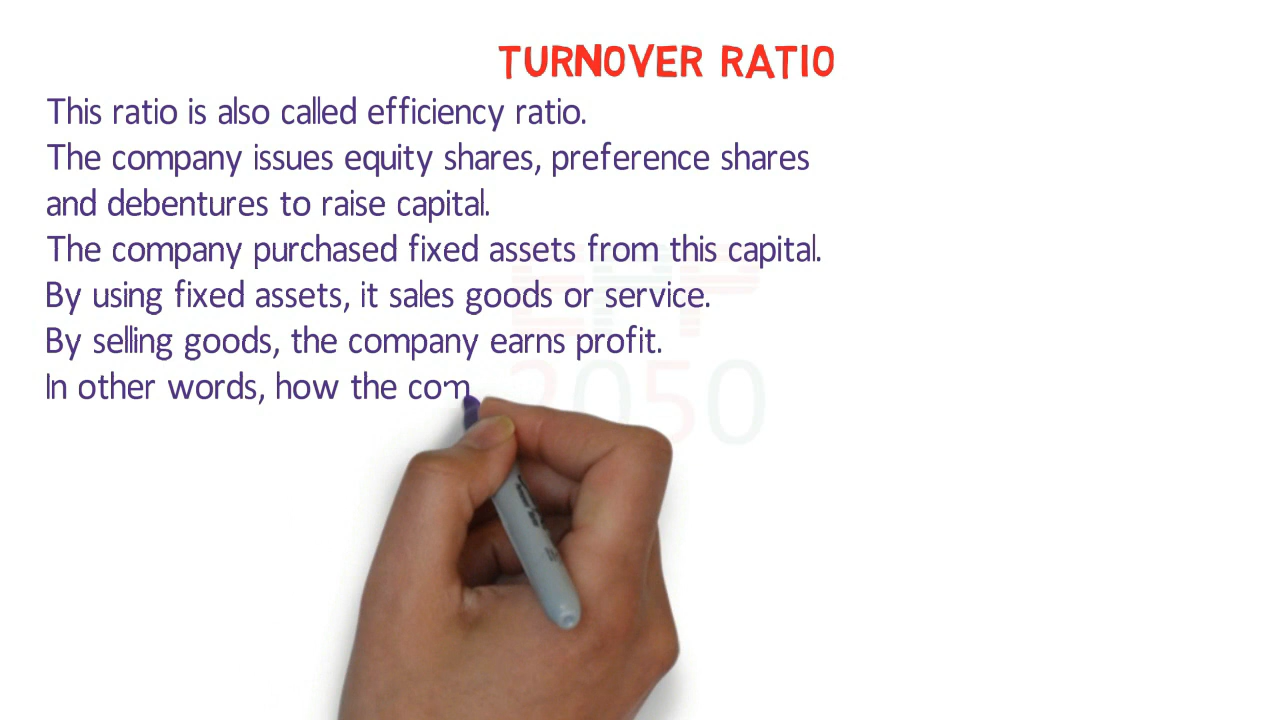 TURNOVER RATIO
This ratio is also called efficiency ratio.
The company issues equity shares, preference shares
and debentures to raise capital.
The company purchased fixed assets from this capital.
By using fixed assets, it sales goods or service.
By selling goods, the company earns profit.
In other words, how the com
2050